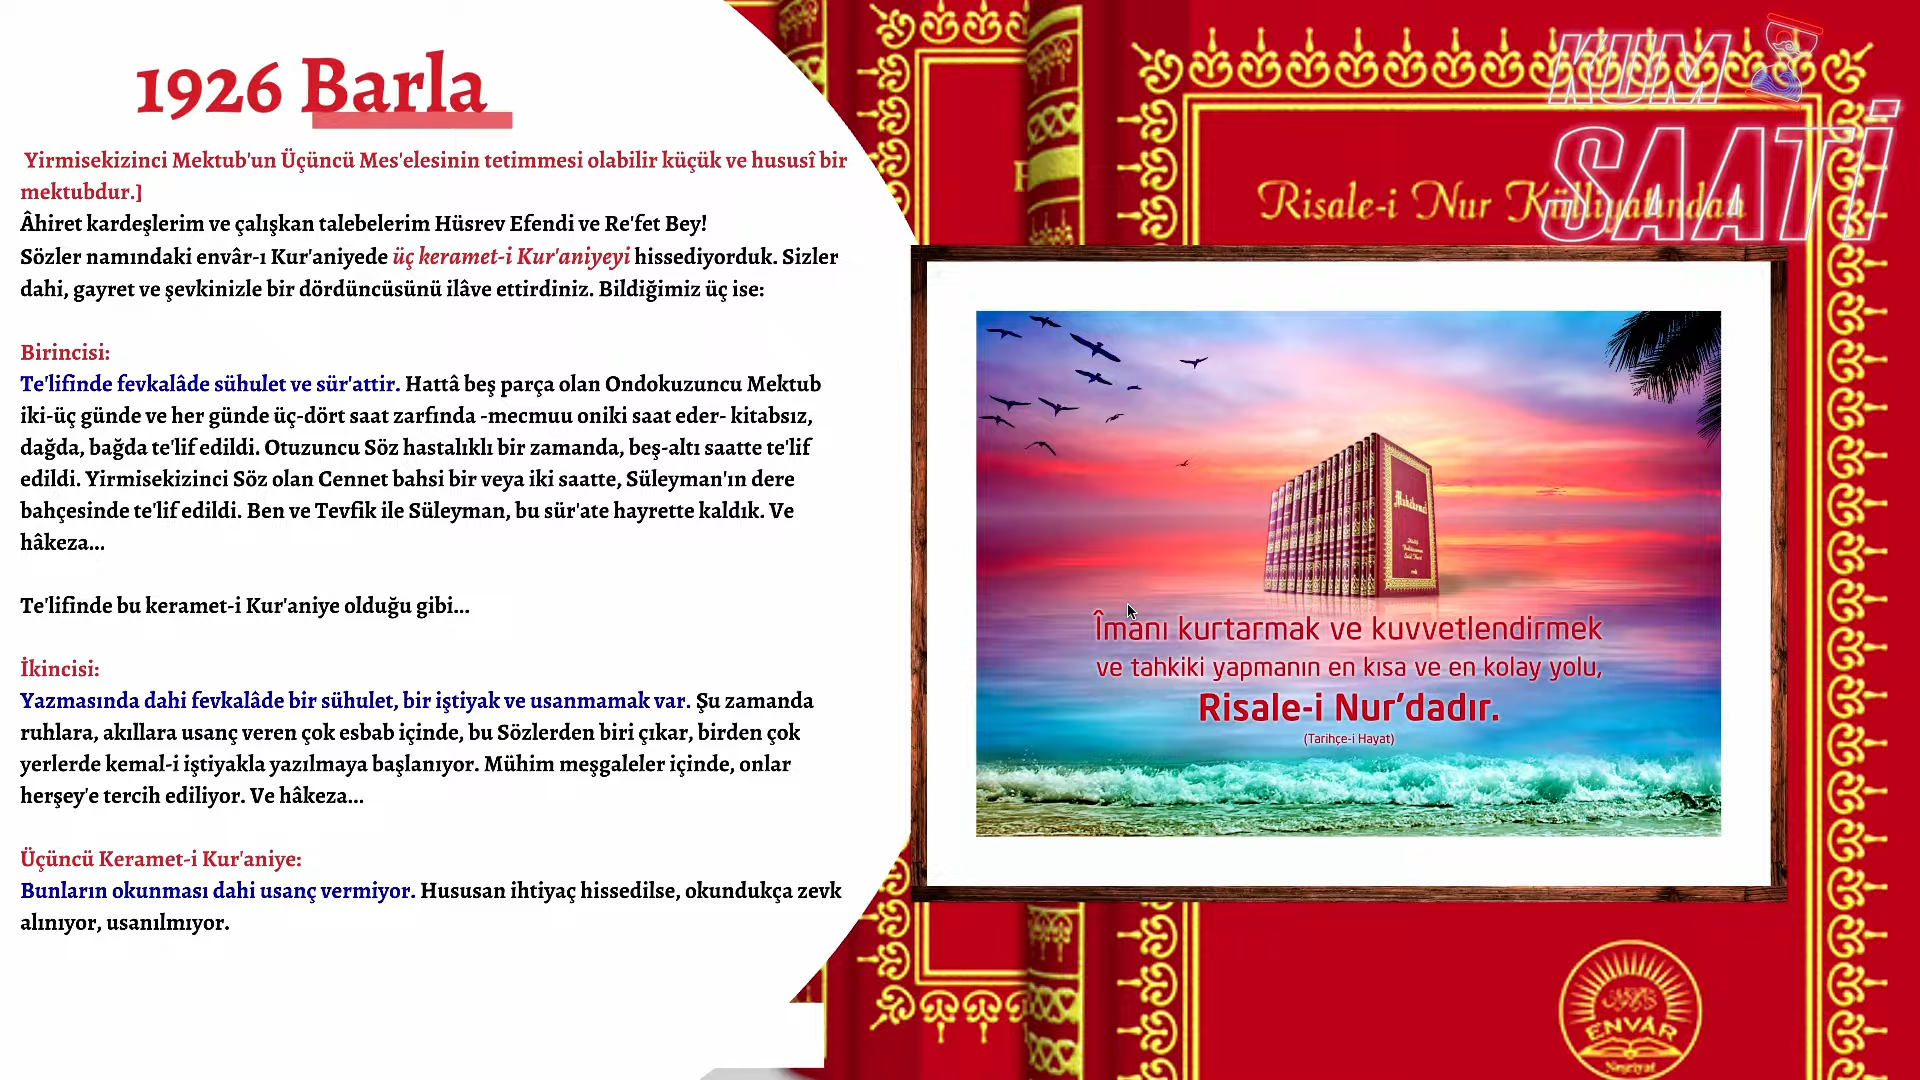 1926 Barla
Yirmisekizinci Mektub'un Üçüncü Mes'elesinin tetimmesi olabilir küçük ve hususî bir
mektubdur.]
Âhiret kardeşlerim ve çalışkan talebelerim Hüsrev Efendi ve Re'fet Bey!
Sözler namındaki envâr-ı Kur'aniyede üç keramet-i Kur'aniyeyi hissediyorduk. Sizler
dahi, gayret ve şevkinizle bir dördüncüsünü ilâve ettirdiniz. Bildiğimiz üç ise:
Birincisi:
Te'lifinde fevkalâde sühulet ve sür'attir. Hattâ beş parça olan Ondokuzuncu Mektub
iki-üç günde ve her günde üç-dört saat zarfında -mecmuu oniki saat eder- kitabsız,
dağda, bağda te'lif edildi. Otuzuncu Söz hastalıklı bir zamanda, beş-altı saatte te'lif
edildi. Yirmisekizinci Söz olan Cennet bahsi bir veya iki saatte, Süleyman'ın dere
bahçesinde te'lif edildi. Ben ve Tevfik ile Süleyman, bu sür'ate hayrette kaldık. Ve
hâkeza...
Te'lifinde bu keramet-i Kur'aniye olduğu gibi...
İkincisi:
Yazmasında dahi fevkalâde bir sühulet, bir iştiyak ve usanmamak var. Şu zamanda
ruhlara, akıllara usanç veren çok esbab içinde, bu Sözlerden biri çıkar, birden çok
yerlerde kemal-i iştiyakla yazılmaya başlanıyor. Mühim meşgaleler içinde, onlar
herşey'e tercih ediliyor. Ve hâkeza...
Üçüncü Keramet-i Kur'aniye:
Bunların okunması dahi usanç vermiyor. Hususan ihtiyaç hissedilse, okundukça zevk
alınıyor, usanılmıyor.
KUM
SAATİ
Risale-i Nur Külliyatından
Muhâkemat
Îmanı kurtarmak ve kuvvetlendirmek
ve tahkiki yapmanın en kısa ve en kolay yolu,
Risale-i Nur'dadır.
(Tarihçe-i Hayat)
ENVÂR
Neşriyat